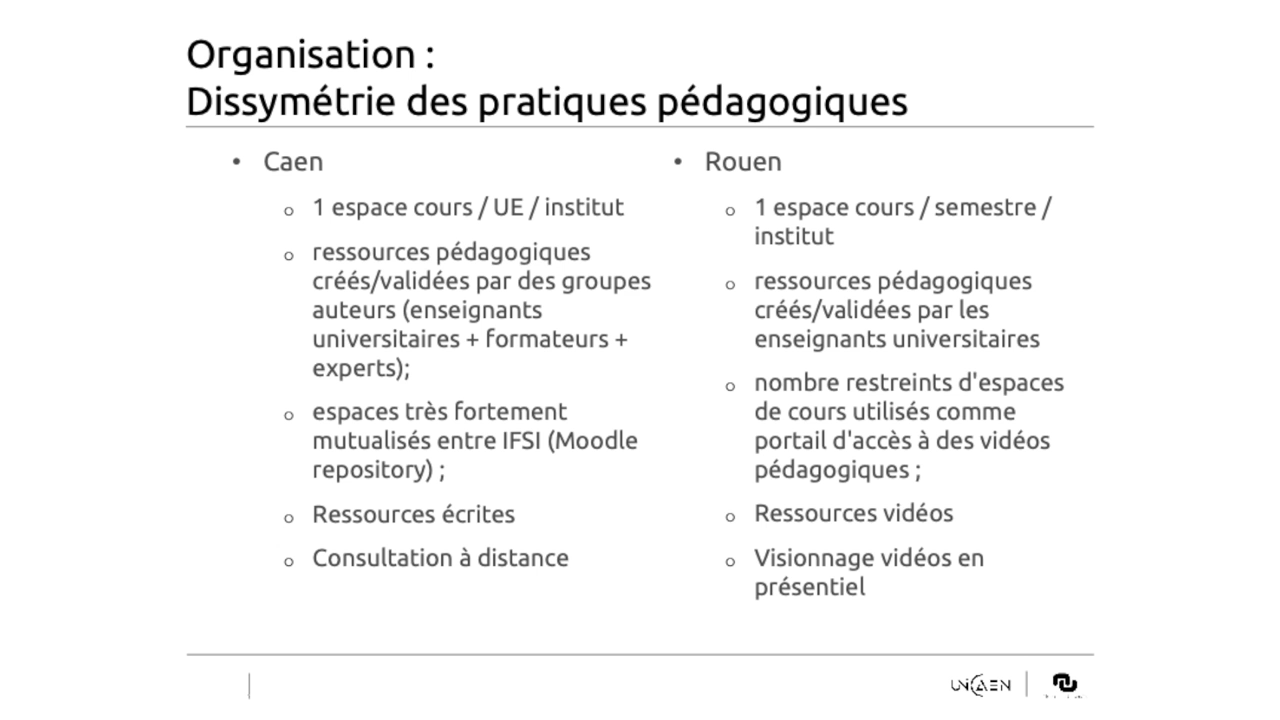 Organisation :
Dissymétrie des pratiques pédagogiques
• Caen
o 1 espace cours / UE / institut
o ressources pédagogiques
créés/validées par des groupes
auteurs (enseignants
universitaires + formateurs +
experts);
o espaces très fortement
mutualisés entre IFSI (Moodle
repository) ;
o Ressources écrites
o Consultation à distance
• Rouen
o 1 espace cours / semestre /
institut
o ressources pédagogiques
créés/validées par les
enseignants universitaires
o nombre restreints d'espaces
de cours utilisés comme
portail d'accès à des vidéos
pédagogiques ;
o Ressources vidéos
o Visionnage vidéos en
présentiel
UNICAEN